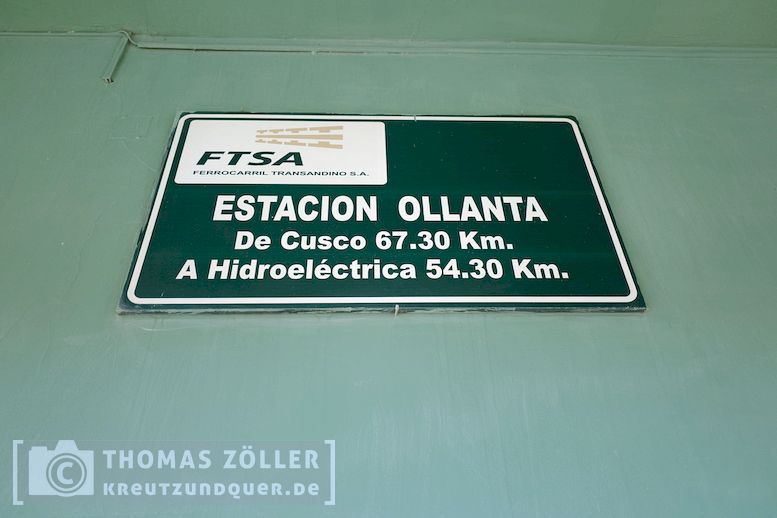 FTSA
FERROCARRIL TRANSANDINO S.A.
ESTACION OLLANTA
De Cusco 67.30 Km.
A Hidroeléctrica 54.30 Km.
© THOMAS ZÖLLER
KREUTZUNDQUER.DE